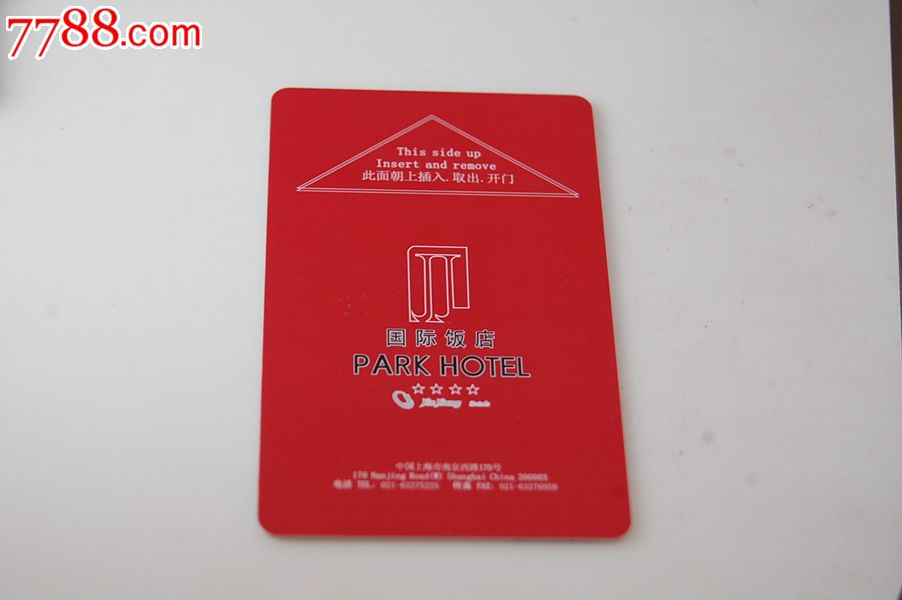 7788.com
This side up
Insert and remove
此面朝上插入.取出.开门
国际饭店
PARK HOTEL
Jin Jiang
中国上海市南京西路170号
170 Nanjing Road(W) Shanghai China 200003
电话 TEL: 021-63275225 传真 FAX: 021-63276958